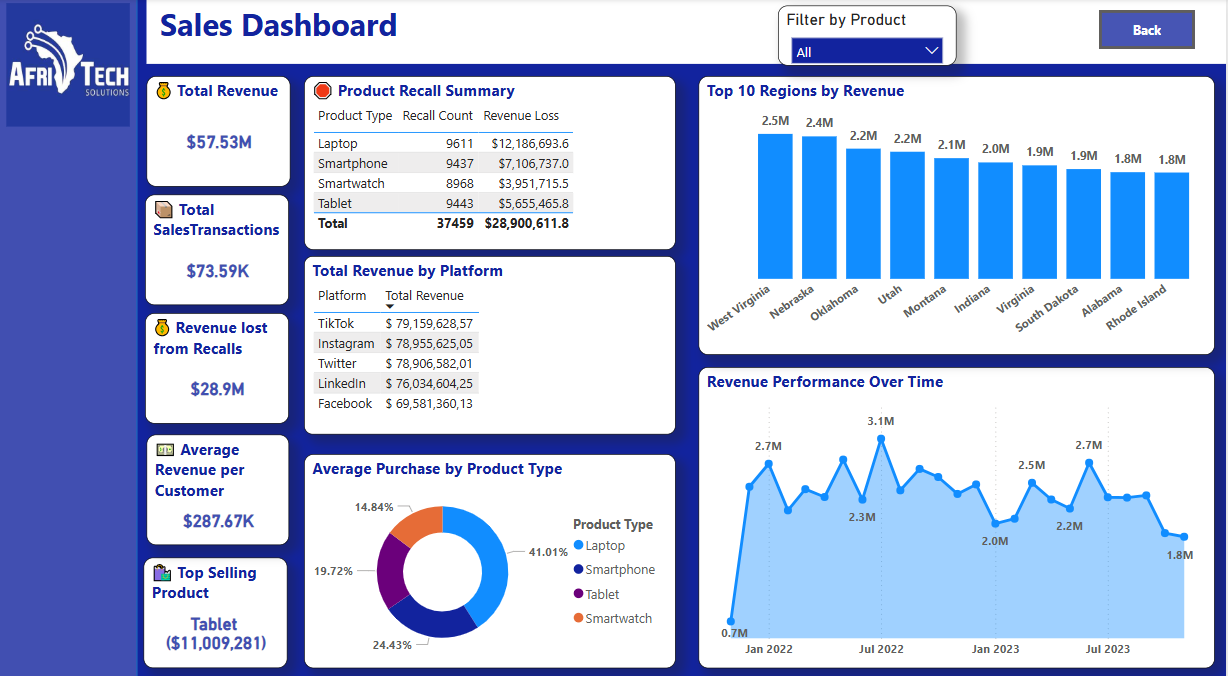 AFRI TECH
SOLUTIONS
Sales Dashboard
Filter by Product
All
Back
Total Revenue
$57.53M
Total
SalesTransactions
$73.59K
Revenue lost
from Recalls
$28.9M
Average
Revenue per
Customer
$287.67K
Top Selling
Product
Tablet
($11,009,281)
Product Recall Summary
Product Type Recall Count Revenue Loss
Laptop 9611 $12,186,693.6
Smartphone 9437 $7,106,737.0
Smartwatch 8968 $3,951,715.5
Tablet 9443 $5,655,465.8
Total 37459 $28,900,611.8
Total Revenue by Platform
Platform Total Revenue
TikTok $ 79,159,628,57
Instagram $ 78,955,625,05
Twitter $ 78,906,582,01
LinkedIn $ 76,034,604,25
Facebook $ 69,581,360,13
Average Purchase by Product Type
14.84%
41.01%
19.72%
24.43%
Product Type
Laptop
Smartphone
Tablet
Smartwatch
Top 10 Regions by Revenue
2.5M 2.4M 2.2M 2.2M 2.1M 2.0M 1.9M 1.9M 1.8M 1.8M
West Virginia Nebraska Oklahoma Utah Montana Indiana Virginia South Dakota Alabama Rhode Island
Revenue Performance Over Time
3.1M
2.7M
2.7M
2.5M
2.3M
2.2M
2.0M
1.8M
0.7M
Jan 2022 Jul 2022 Jan 2023 Jul 2023